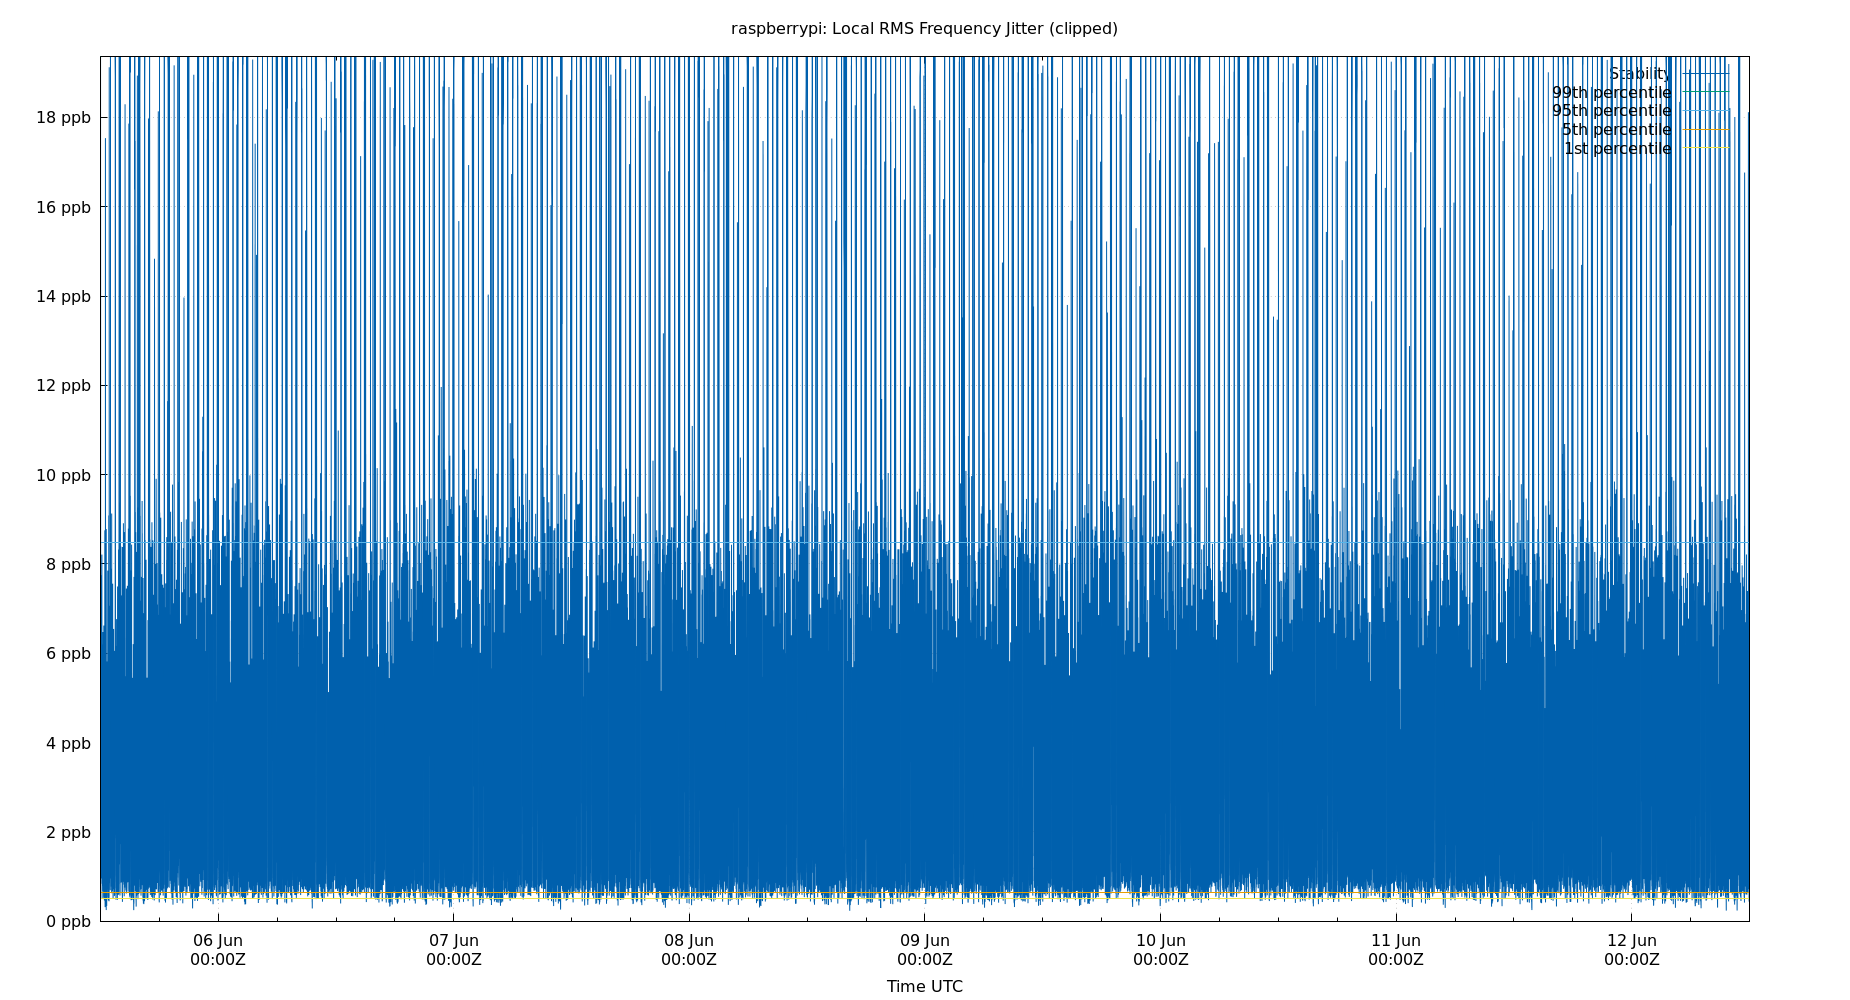 raspberrypi: Local RMS Frequency Jitter (clipped)
Stability
99th percentile
95th percentile
5th percentile
1st percentile
18 ppb
16 ppb
14 ppb
12 ppb
10 ppb
8 ppb
6 ppb
4 ppb
2 ppb
0 ppb
06 Jun 07 Jun 08 Jun 09 Jun 10 Jun 11 Jun 12 Jun
00:00Z 00:00Z 00:00Z 00:00Z 00:00Z 00:00Z 00:00Z
Time UTC